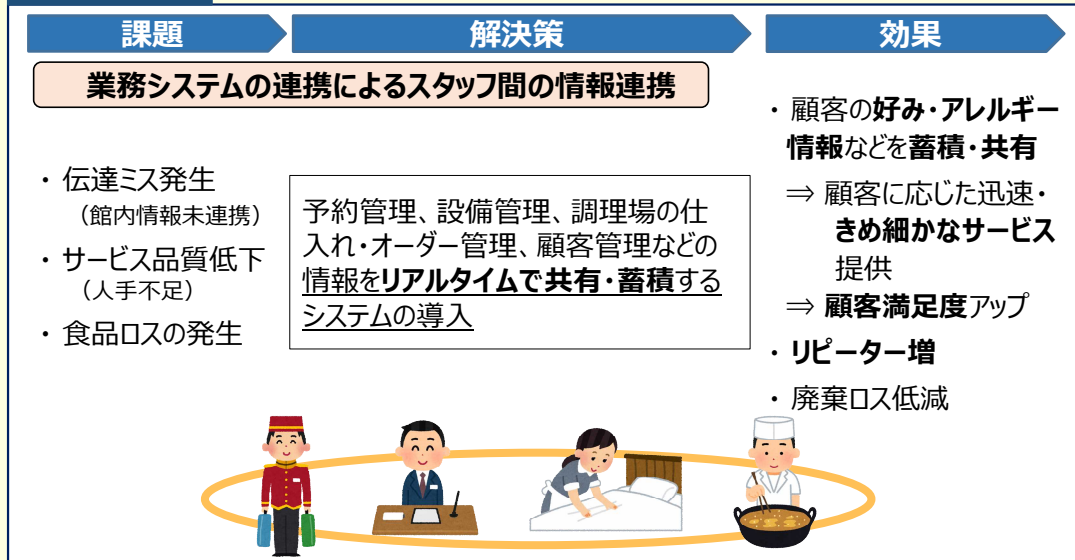 課題
解決策
効果
業務システムの連携によるスタッフ間の情報連携
・ 伝達ミス発生
（館内情報未連携）
・ サービス品質低下
（人手不足）
・ 食品ロスの発生
予約管理、設備管理、調理場の仕
入れ・オーダー管理、顧客管理などの
情報をリアルタイムで共有・蓄積する
システムの導入
・ 顧客の好み・アレルギー
情報などを蓄積・共有
⇒ 顧客に応じた迅速・
きめ細かなサービス
提供
⇒ 顧客満足度アップ
・ リピーター増
・ 廃棄ロス低減